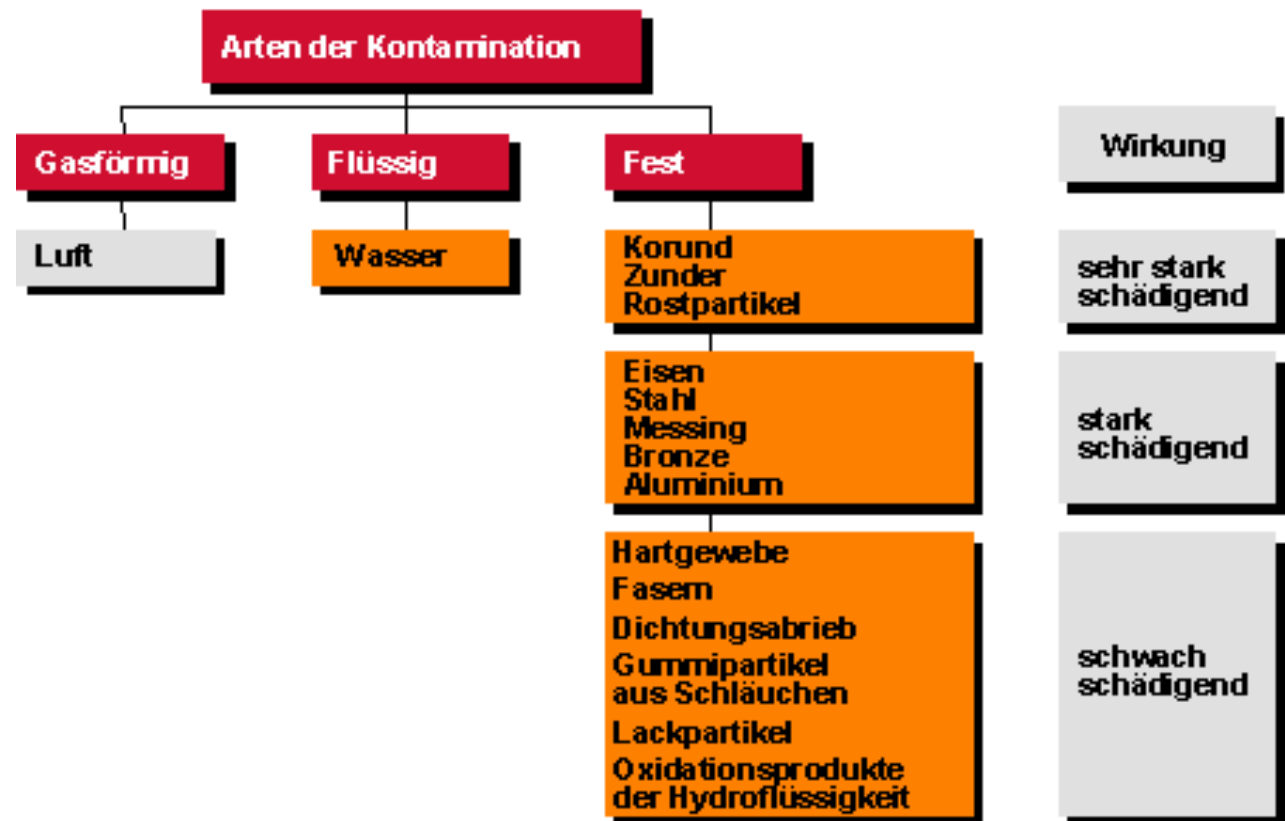 Arten der Kontamination
Gasförmig
Flüssig
Fest
Wirkung
Luft
Wasser
Korund
Zunder
Rostpartikel
sehr stark
schädigend
Eisen
Stahl
Messing
Bronze
Aluminium
stark
schädigend
Hartgewebe
Fasern
Dichtungsabrieb
Gummipartikel
aus Schläuchen
Lackpartikel
Oxidationsprodukte
der Hydroflüssigkeit
schwach
schädigend